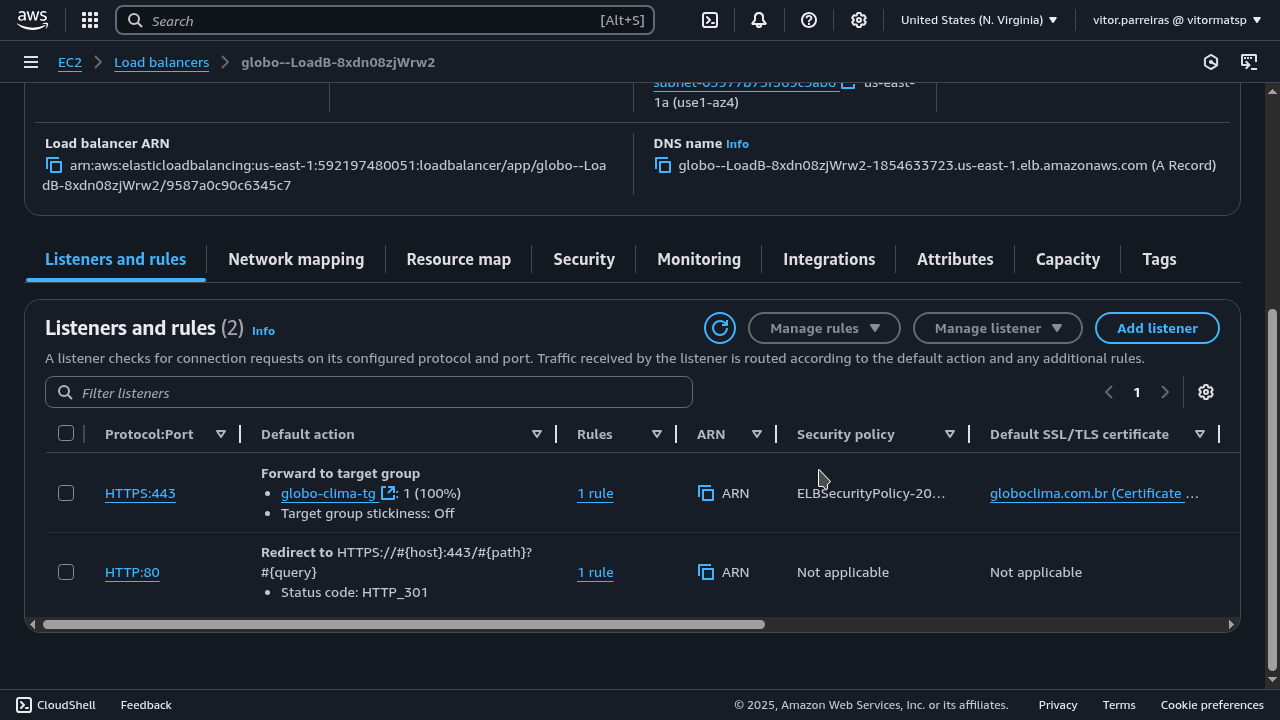 aws
Search
[Alt+S]
United States (N. Virginia)
vitor.parreiras @ vitormatsp
EC2
Load balancers
globo--LoadB-8xdn08zjWrw2
us-east-
1a (use1-az4)
Load balancer ARN
arn:aws:elasticloadbalancing:us-east-1:592197480051:loadbalancer/app/globo--Loa
dB-8xdn08zjWrw2/9587a0c90c6345c7
DNS name Info
globo--LoadB-8xdn08zjWrw2-1854633723.us-east-1.elb.amazonaws.com (A Record)
Listeners and rules
Network mapping
Resource map
Security
Monitoring
Integrations
Attributes
Capacity
Tags
Listeners and rules (2) Info
Manage rules
Manage listener
Add listener
A listener checks for connection requests on its configured protocol and port. Traffic received by the listener is routed according to the default action and any additional rules.
Filter listeners
1
Protocol:Port
Default action
Rules
ARN
Security policy
Default SSL/TLS certificate
HTTPS:443
Forward to target group
• globo-clima-tg : 1 (100%)
• Target group stickiness: Off
1 rule
ARN
ELBSecurityPolicy-20...
globoclima.com.br (Certificate ...
HTTP:80
Redirect to HTTPS://#{host}:443/#{path}?
#{query}
• Status code: HTTP_301
1 rule
ARN
Not applicable
Not applicable
CloudShell
Feedback
© 2025, Amazon Web Services, Inc. or its affiliates.
Privacy
Terms
Cookie preferences